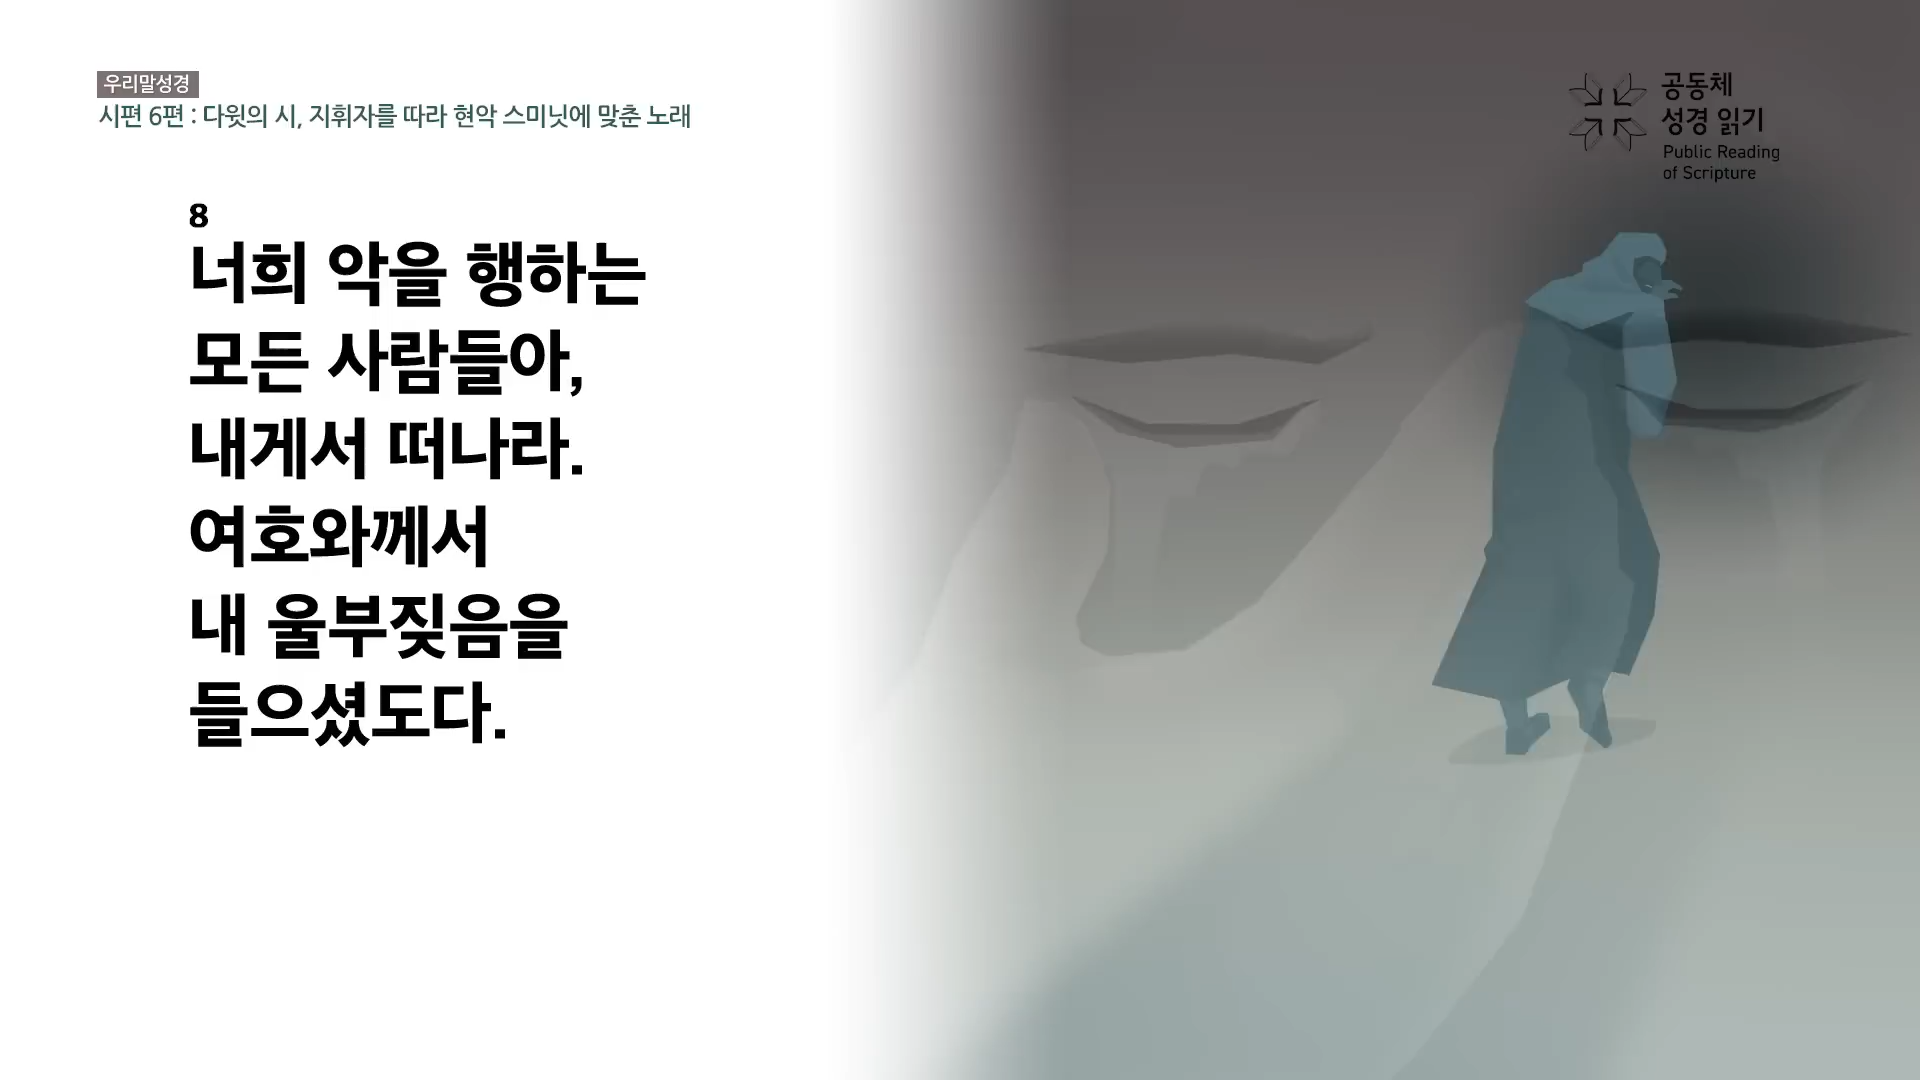 우리말성경
시편 6편 : 다윗의 시, 지휘자를 따라 현악 스미닛에 맞춘 노래
공동체
성경 읽기
Public Reading
of Scripture
8
너희 악을 행하는
모든 사람들아,
내게서 떠나라.
여호와께서
내 울부짖음을
들으셨도다.